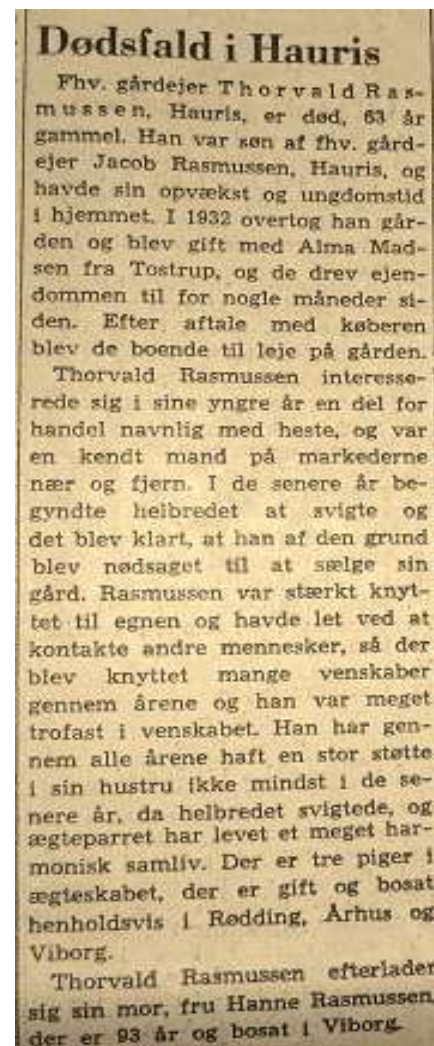 Dødsfald i Hauris
Fhv. gårdejer Thorvald Ras-
mussen, Hauris, er død, 63 år
gammel. Han var søn af fhv. gård-
ejer Jacob Rasmussen, Hauris, og
havde sin opvækst og ungdomstid
i hjemmet. I 1932 overtog han går-
den og blev gift med Alma Mad-
sen fra Tostrup, og de drev ejen-
dommen til for nogle måneder si-
den. Efter aftale med køberen
blev de boende til leje på gården.
Thorvald Rasmussen interesse-
rede sig i sine yngre år en del for
handel navnlig med heste, og var
en kendt mand på markederne
nær og fjern. I de senere år be-
gyndte helbredet at svigte og
det blev klart, at han af den grund
blev nødsaget til at sælge sin
gård. Rasmussen var stærkt knyt-
tet til egnen og havde let ved at
kontakte andre mennesker, så der
blev knyttet mange venskaber
gennem årene og han var meget
trofast i venskabet. Han har gen-
nem alle årene haft en stor støtte
i sin hustru ikke mindst i de se-
nere år, da helbredet svigtede, og
ægteparret har levet et meget har-
monisk samliv. Der er tre piger i
ægteskabet, der er gift og bosat
henholdsvis i Rødding, Århus og
Viborg.
Thorvald Rasmussen efterlader
sig sin mor, fru Hanne Rasmussen
der er 93 år og bosat i Viborg.